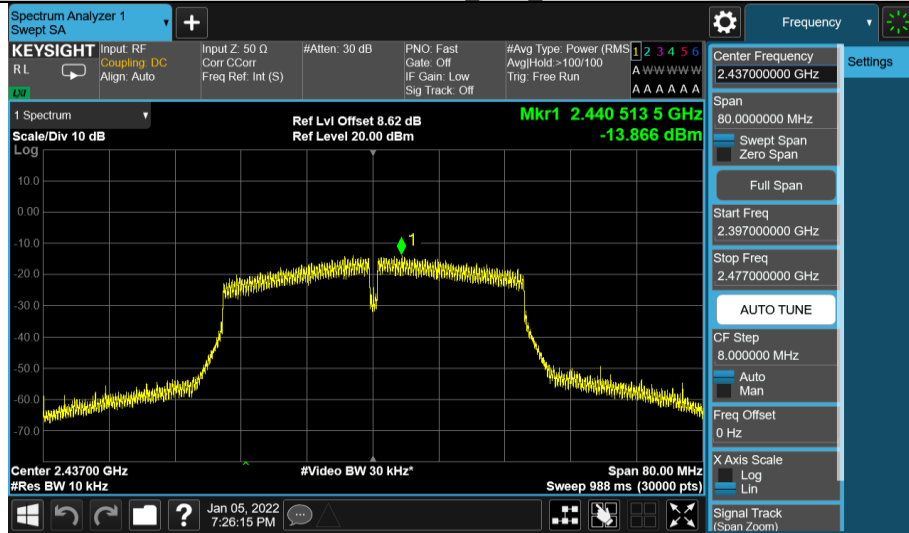 Spectrum Analyzer 1
Swept SA
Frequency
KEYSIGHT
R L
LXI
Input: RF
Coupling: DC
Align: Auto
Input Z: 50 Ω
Corr CCorr
Freq Ref: Int (S)
#Atten: 30 dB
PNO: Fast
Gate: Off
IF Gain: Low
Sig Track: Off
#Avg Type: Power (RMS
Avg|Hold:>100/100
Trig: Free Run
1 2 3 4 5 6
A W W W W W
A A A A A A
1 Spectrum
Scale/Div 10 dB
Log
Ref Lvl Offset 8.62 dB
Ref Level 20.00 dBm
Mkr1 2.440 513 5 GHz
-13.866 dBm
10.0
0.00
-10.0
-20.0
-30.0
-40.0
-50.0
-60.0
-70.0
1
Center 2.43700 GHz
#Res BW 10 kHz
#Video BW 30 kHz*
Span 80.00 MHz
Sweep 988 ms (30000 pts)
Jan 05, 2022
7:26:15 PM
Center Frequency
2.437000000 GHz
Span
80.0000000 MHz
Swept Span
Zero Span
Full Span
Start Freq
2.397000000 GHz
Stop Freq
2.477000000 GHz
AUTO TUNE
CF Step
8.000000 MHz
Auto
Man
Freq Offset
0 Hz
X Axis Scale
Log
Lin
Signal Track
(Span Zoom)
Settings